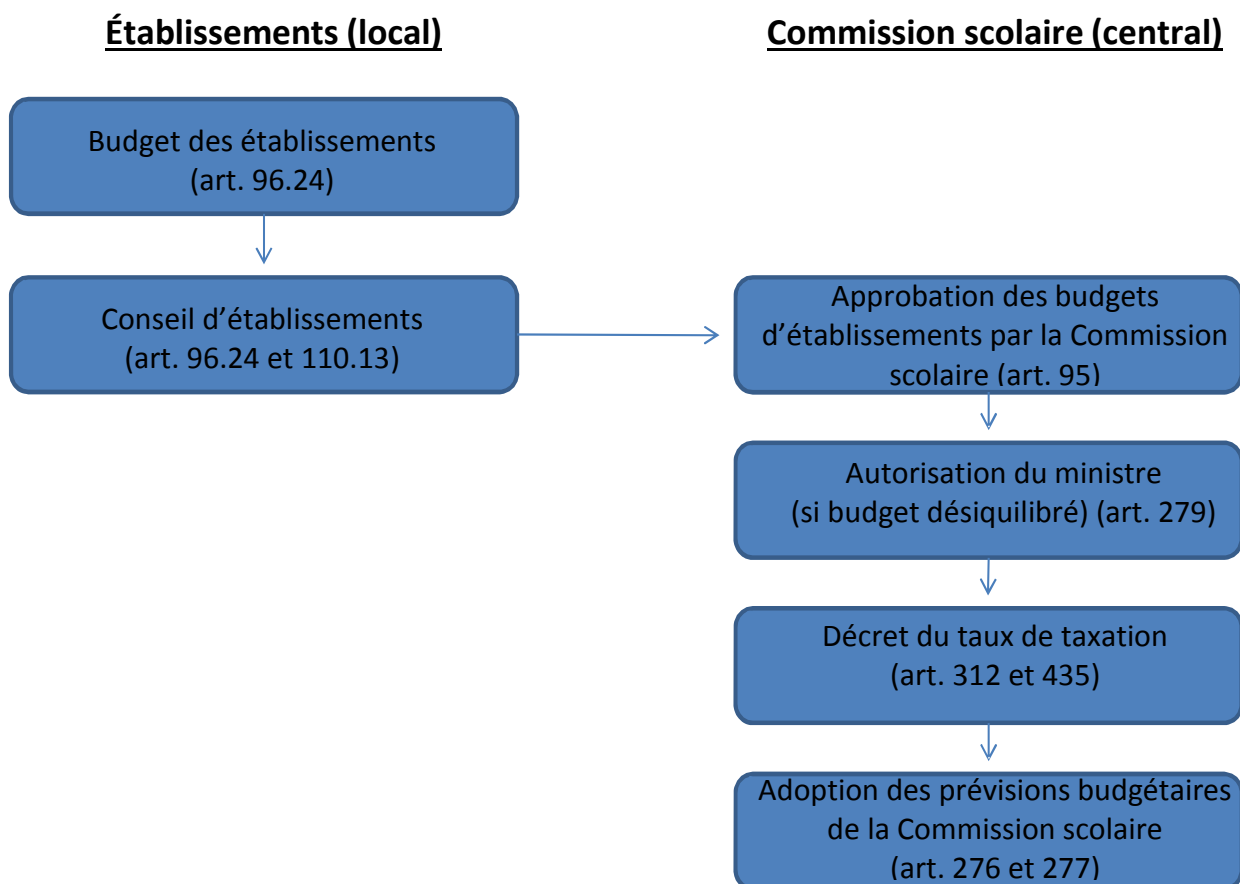 Établissements (local)
Commission scolaire (central)
Budget des établissements
(art. 96.24)
Conseil d’établissements
(art. 96.24 et 110.13)
Approbation des budgets
d’établissements par la Commission
scolaire (art. 95)
Autorisation du ministre
(si budget désiquilibré) (art. 279)
Décret du taux de taxation
(art. 312 et 435)
Adoption des prévisions budgétaires
de la Commission scolaire
(art. 276 et 277)